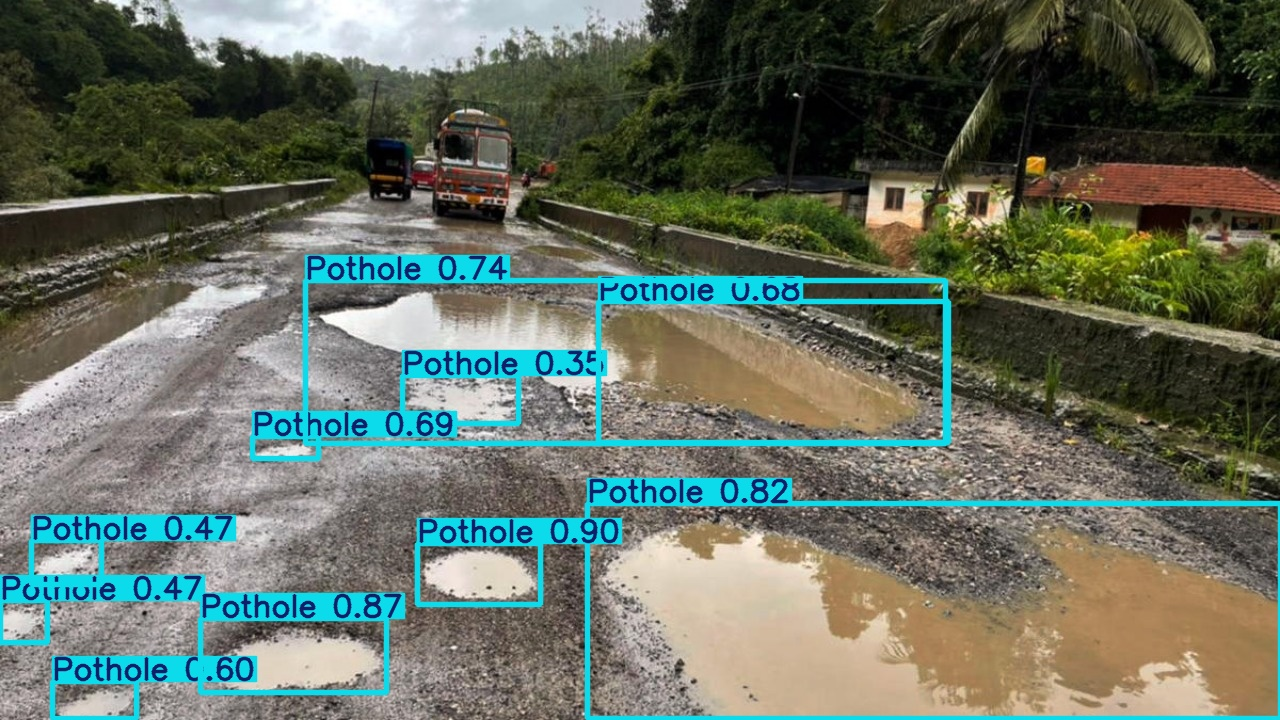 Pothole 0.74
Pothole 0.68
Pothole 0.35
Pothole 0.69
Pothole 0.82
Pothole 0.47
Pothole 0.90
Pothole 0.47
Pothole 0.87
Pothole 0.60